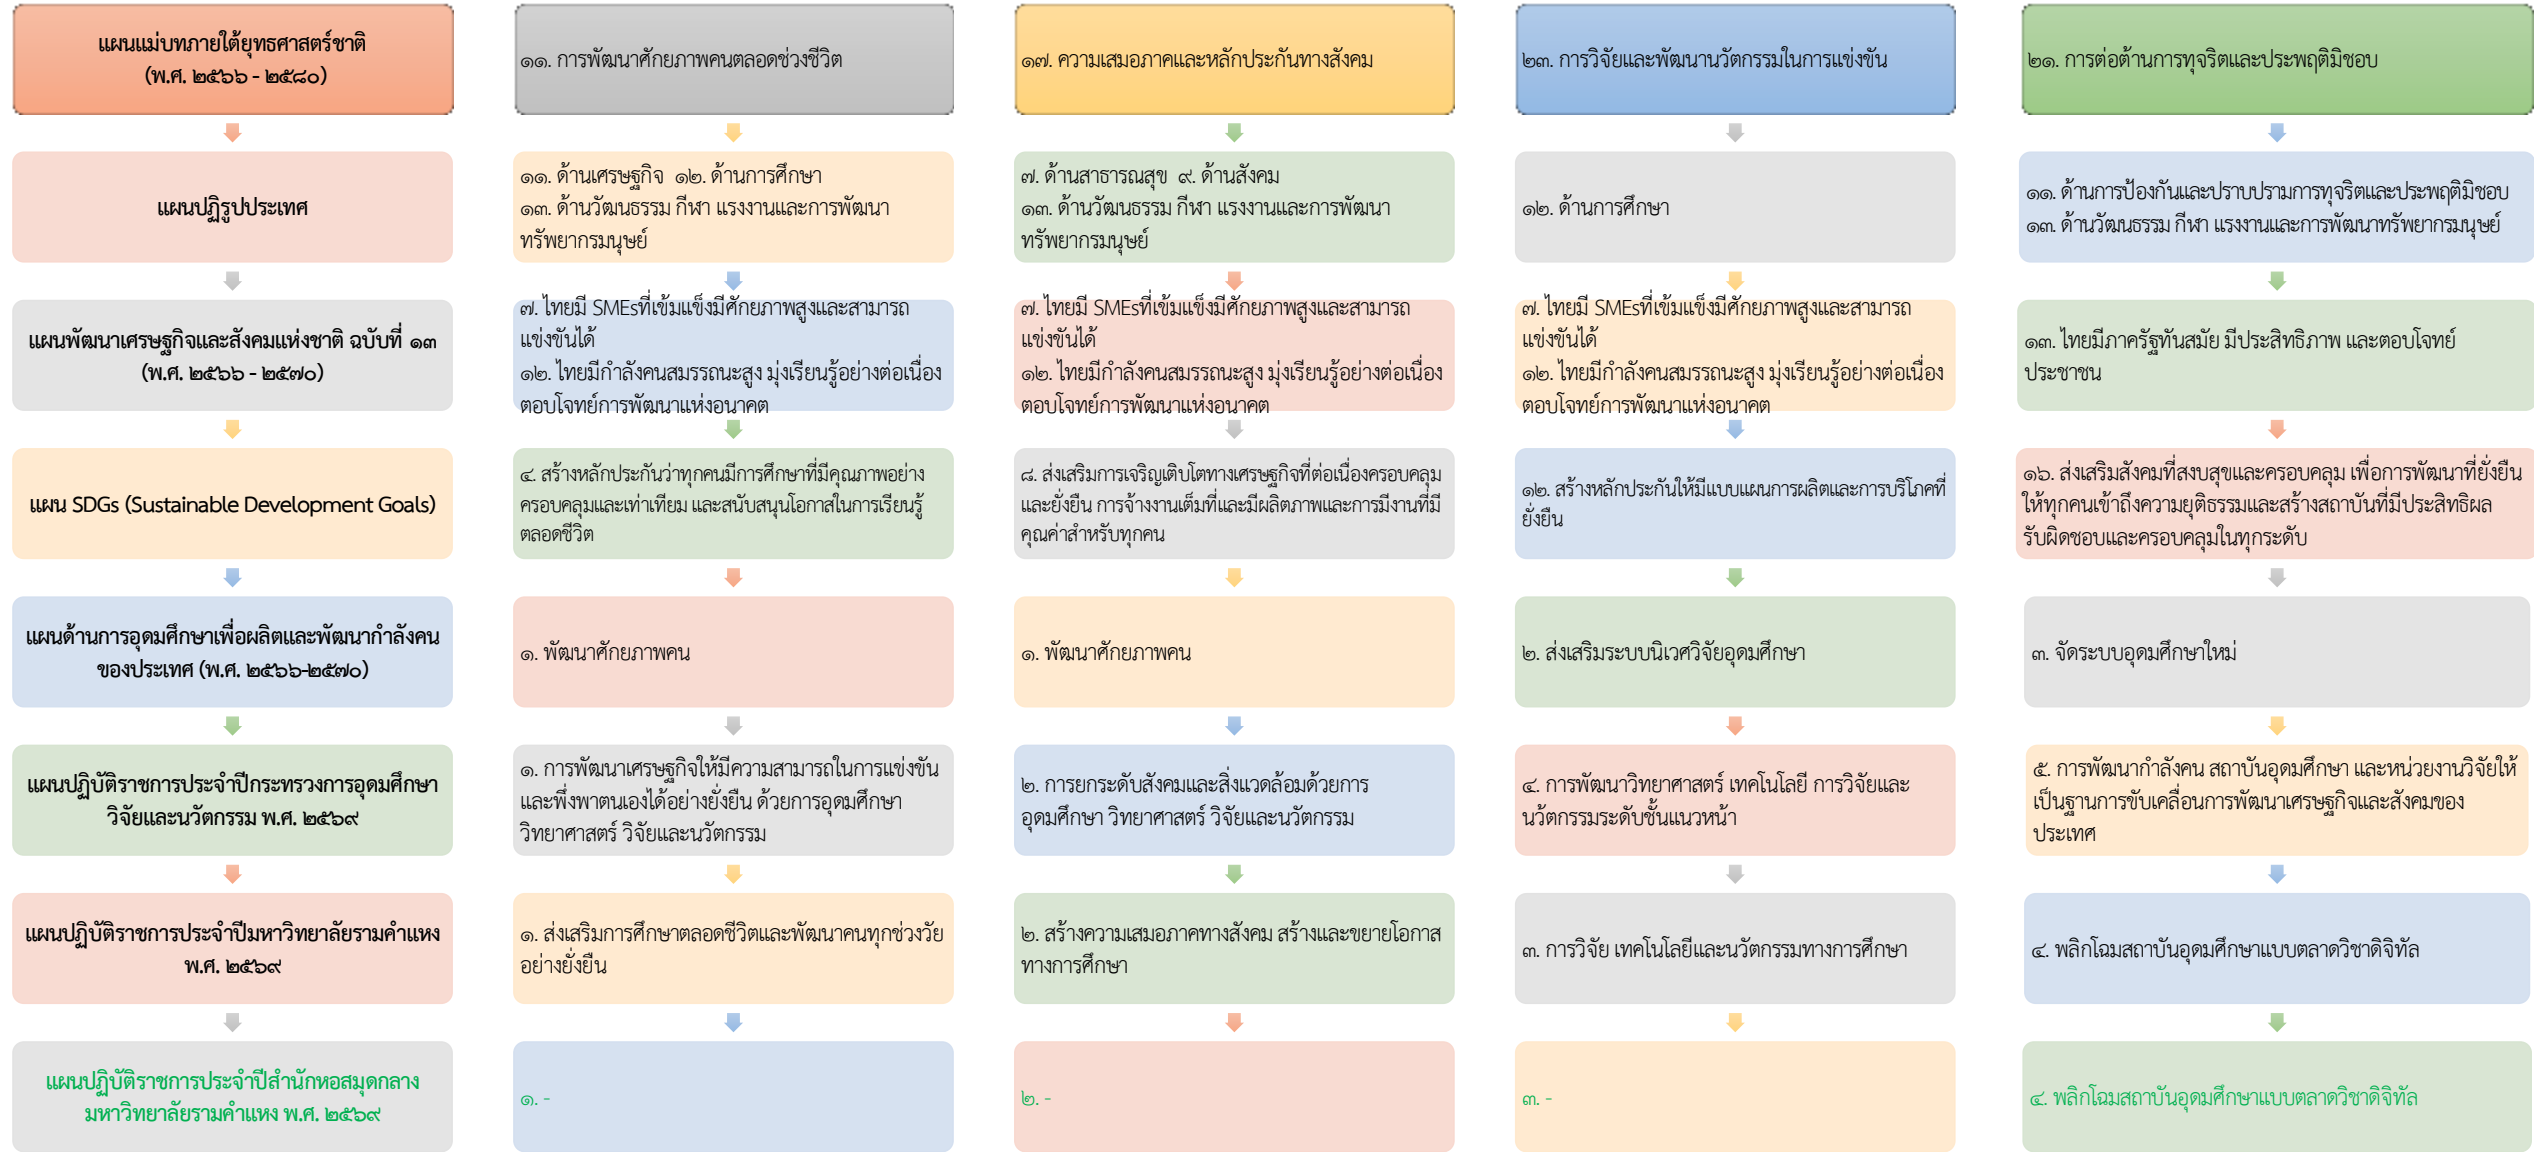 แผนแม่บทภายใต้ยุทธศาสตร์ชาติ
(พ.ศ. ๒๕๖๖ - ๒๕๘๐)
๑๑. การพัฒนาศักยภาพคนตลอดช่วงชีวิต
๑๗. ความเสมอภาคและหลักประกันทางสังคม
๒๓. การวิจัยและพัฒนานวัตกรรมในการแข่งขัน
๒๑. การต่อต้านการทุจริตและประพฤติมิชอบ
แผนปฏิรูปประเทศ
๑๑. ด้านเศรษฐกิจ ๑๒. ด้านการศึกษา
๑๓. ด้านวัฒนธรรม กีฬา แรงงานและการพัฒนา
ทรัพยากรมนุษย์
๗. ด้านสาธารณสุข ๙. ด้านสังคม
๑๓. ด้านวัฒนธรรม กีฬา แรงงานและการพัฒนา
ทรัพยากรมนุษย์
๑๒. ด้านการศึกษา
๑๑. ด้านการป้องกันและปราบปรามการทุจริตและประพฤติมิชอบ
๑๓. ด้านวัฒนธรรม กีฬา แรงงานและการพัฒนาทรัพยากรมนุษย์
แผนพัฒนาเศรษฐกิจและสังคมแห่งชาติ ฉบับที่ ๑๓
(พ.ศ. ๒๕๖๖ - ๒๕๗๐)
๗. ไทยมี SMEsที่เข้มแข็งมีศักยภาพสูงและสามารถ
แข่งขันได้
๑๒. ไทยมีกำลังคนสมรรถนะสูง มุ่งเรียนรู้อย่างต่อเนื่อง
ตอบโจทย์การพัฒนาแห่งอนาคต
๗. ไทยมี SMEsที่เข้มแข็งมีศักยภาพสูงและสามารถ
แข่งขันได้
๑๒. ไทยมีกำลังคนสมรรถนะสูง มุ่งเรียนรู้อย่างต่อเนื่อง
ตอบโจทย์การพัฒนาแห่งอนาคต
๗. ไทยมี SMEsที่เข้มแข็งมีศักยภาพสูงและสามารถ
แข่งขันได้
๑๒. ไทยมีกำลังคนสมรรถนะสูง มุ่งเรียนรู้อย่างต่อเนื่อง
ตอบโจทย์การพัฒนาแห่งอนาคต
๑๓. ไทยมีภาครัฐทันสมัย มีประสิทธิภาพ และตอบโจทย์
ประชาชน
แผน SDGs (Sustainable Development Goals)
๔. สร้างหลักประกันว่าทุกคนมีการศึกษาที่มีคุณภาพอย่าง
ครอบคลุมและเท่าเทียม และสนับสนุนโอกาสในการเรียนรู้
ตลอดชีวิต
๘. ส่งเสริมการเจริญเติบโตทางเศรษฐกิจที่ต่อเนื่องครอบคลุม
และยั่งยืน การจ้างงานเต็มที่และมีผลิตภาพและการมีงานที่มี
คุณค่าสำหรับทุกคน
๑๒. สร้างหลักประกันให้มีแบบแผนการผลิตและการบริโภคที่
ยั่งยืน
๑๖. ส่งเสริมสังคมที่สงบสุขและครอบคลุม เพื่อการพัฒนาที่ยั่งยืน
ให้ทุกคนเข้าถึงความยุติธรรมและสร้างสถาบันที่มีประสิทธิผล
รับผิดชอบและครอบคลุมในทุกระดับ
แผนด้านการอุดมศึกษาเพื่อผลิตและพัฒนากำลังคน
ของประเทศ (พ.ศ. ๒๕๖๖-๒๕๗๐)
๑. พัฒนาศักยภาพคน
๑. พัฒนาศักยภาพคน
๒. ส่งเสริมระบบนิเวศวิจัยอุดมศึกษา
๓. จัดระบบอุดมศึกษาใหม่
แผนปฏิบัติราชการประจำปีกระทรวงการอุดมศึกษา
วิจัยและนวัตกรรม พ.ศ. ๒๕๖๙
๑. การพัฒนาเศรษฐกิจให้มีความสามารถในการแข่งขัน
และพึ่งพาตนเองได้อย่างยั่งยืน ด้วยการอุดมศึกษา
วิทยาศาสตร์ วิจัยและนวัตกรรม
๒. การยกระดับสังคมและสิ่งแวดล้อมด้วยการ
อุดมศึกษา วิทยาศาสตร์ วิจัยและนวัตกรรม
๔. การพัฒนาวิทยาศาสตร์ เทคโนโลยี การวิจัยและ
นวัตกรรมระดับชั้นแนวหน้า
๕. การพัฒนากำลังคน สถาบันอุดมศึกษา และหน่วยงานวิจัยให้
เป็นฐานการขับเคลื่อนการพัฒนาเศรษฐกิจและสังคมของ
ประเทศ
แผนปฏิบัติราชการประจำปีมหาวิทยาลัยรามคำแหง
พ.ศ. ๒๕๖๙
๑. ส่งเสริมการศึกษาตลอดชีวิตและพัฒนาคนทุกช่วงวัย
อย่างยั่งยืน
๒. สร้างความเสมอภาคทางสังคม สร้างและขยายโอกาส
ทางการศึกษา
๓. การวิจัย เทคโนโลยีและนวัตกรรมทางการศึกษา
๔. พลิกโฉมสถาบันอุดมศึกษาแบบตลาดวิชาดิจิทัล
แผนปฏิบัติราชการประจำปีสำนักหอสมุดกลาง
มหาวิทยาลัยรามคำแหง พ.ศ. ๒๕๖๙
๑. -
๒. -
๓. -
๔. พลิกโฉมสถาบันอุดมศึกษาแบบตลาดวิชาดิจิทัล